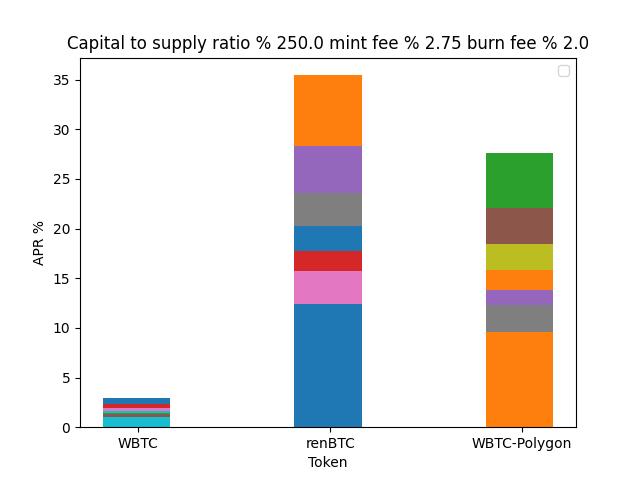 Capital to supply ratio % 250.0 mint fee % 2.75 burn fee % 2.0
APR %
35
30
25
20
15
10
5
0
WBTC renBTC WBTC-Polygon
Token